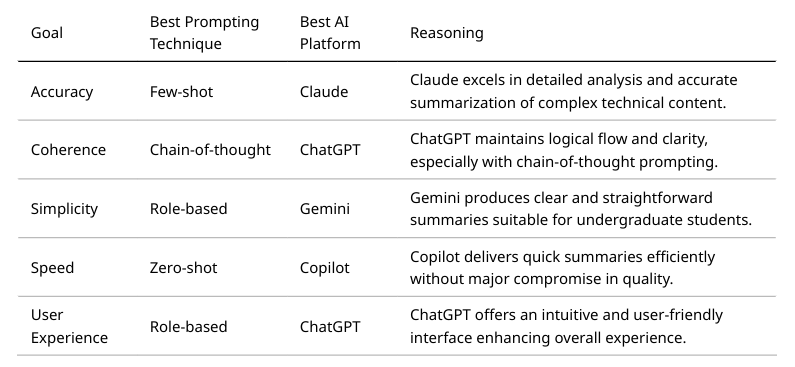 Goal
Best Prompting
Technique
Best AI
Platform
Reasoning
Accuracy
Few-shot
Claude
Claude excels in detailed analysis and accurate
summarization of complex technical content.
Coherence
Chain-of-thought
ChatGPT
ChatGPT maintains logical flow and clarity,
especially with chain-of-thought prompting.
Simplicity
Role-based
Gemini
Gemini produces clear and straightforward
summaries suitable for undergraduate students.
Speed
Zero-shot
Copilot
Copilot delivers quick summaries efficiently
without major compromise in quality.
User
Experience
Role-based
ChatGPT
ChatGPT offers an intuitive and user-friendly
interface enhancing overall experience.